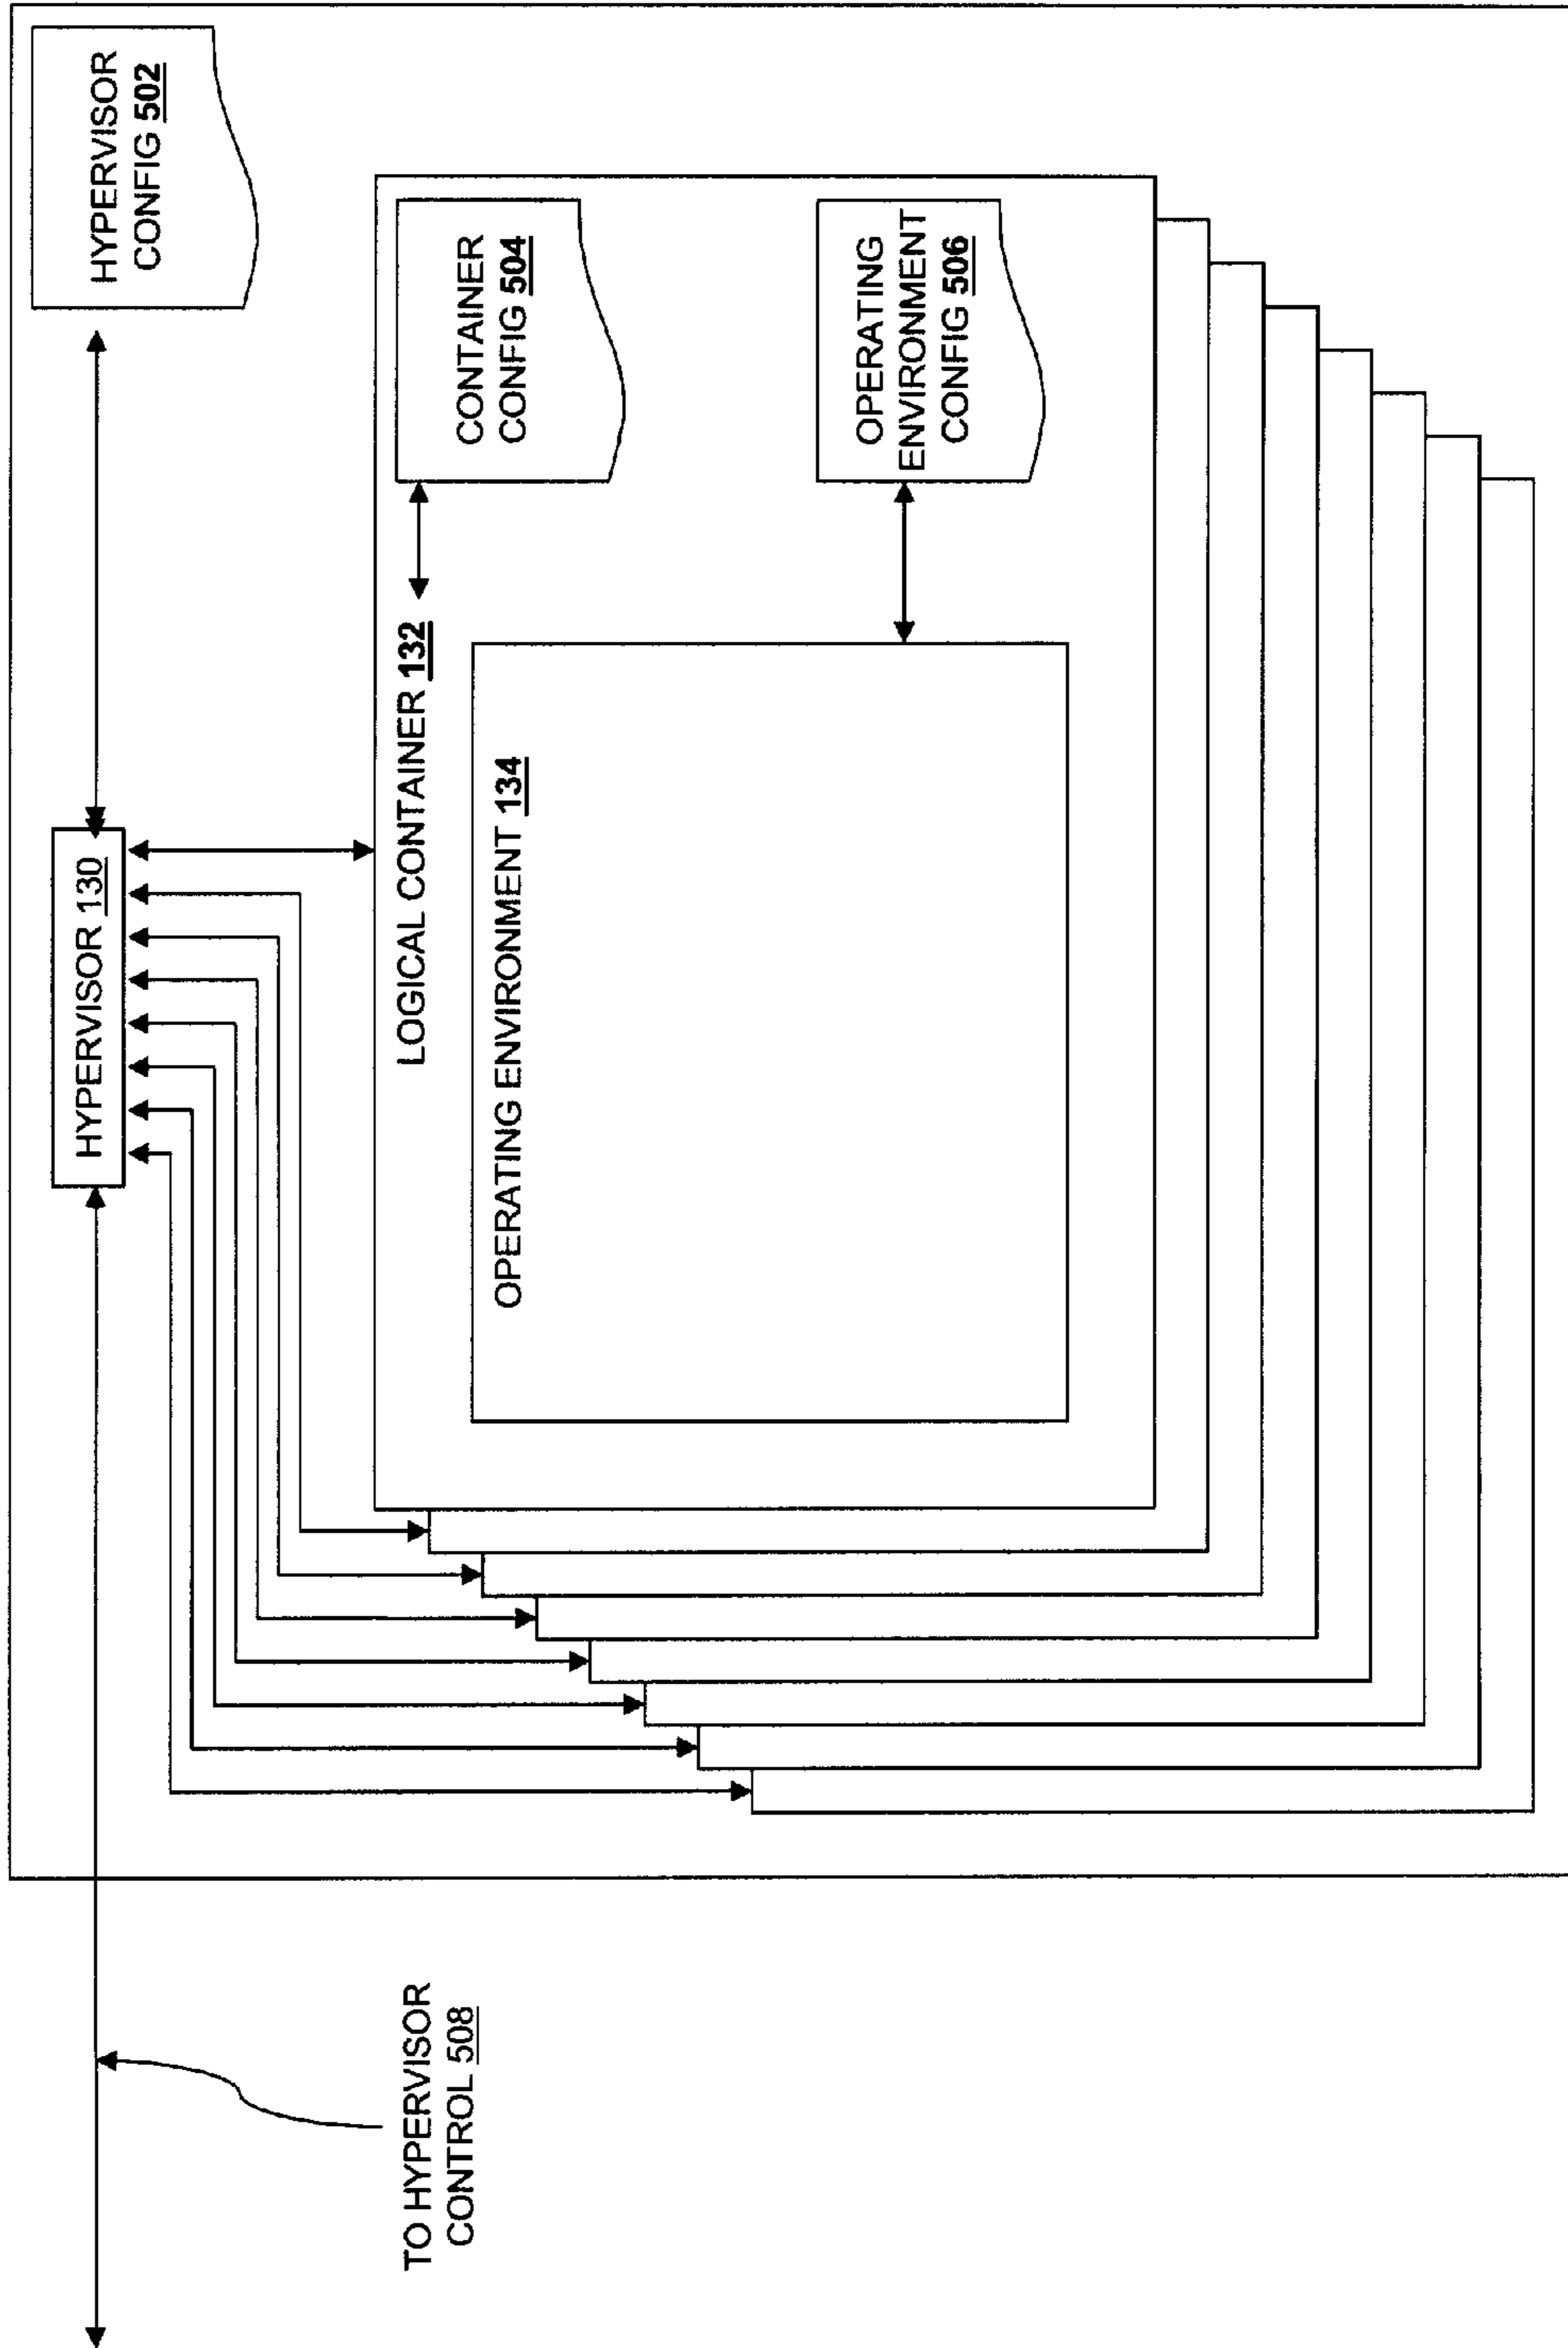 HYPERVISOR
CONFIG 502
HYPERVISOR 130
TO HYPERVISOR
CONTROL 508
LOGICAL CONTAINER 132
CONTAINER
CONFIG 504
OPERATING ENVIRONMENT 134
OPERATING
ENVIRONMENT
CONFIG 506